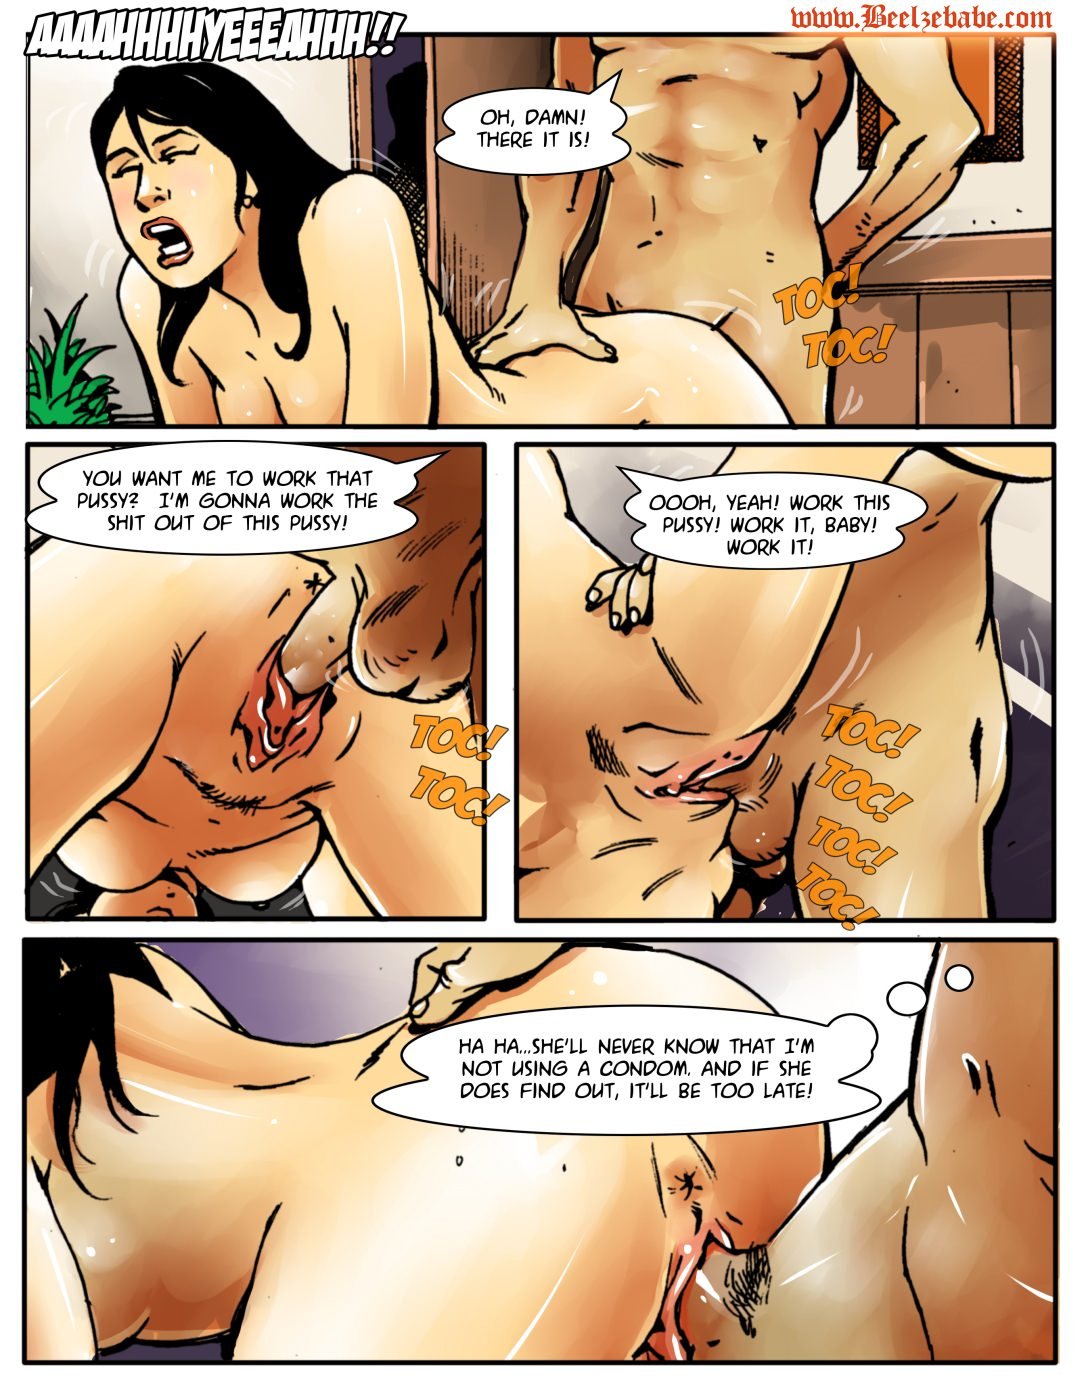 www.Beelzebabe.com
AAAAHHHHYEEEAHHH!!
OH, DAMN!
THERE IT IS!
TOC!
TOC!
YOU WANT ME TO WORK THAT
PUSSY? I'M GONNA WORK THE
SHIT OUT OF THIS PUSSY!
TOC!
TOC!
OOOH, YEAH! WORK THIS
PUSSY! WORK IT, BABY!
WORK IT!
TOC!
TOC!
TOC!
TOC!
HA HA...SHE'LL NEVER KNOW THAT I'M
NOT USING A CONDOM. AND IF SHE
DOES FIND OUT, IT'LL BE TOO LATE!